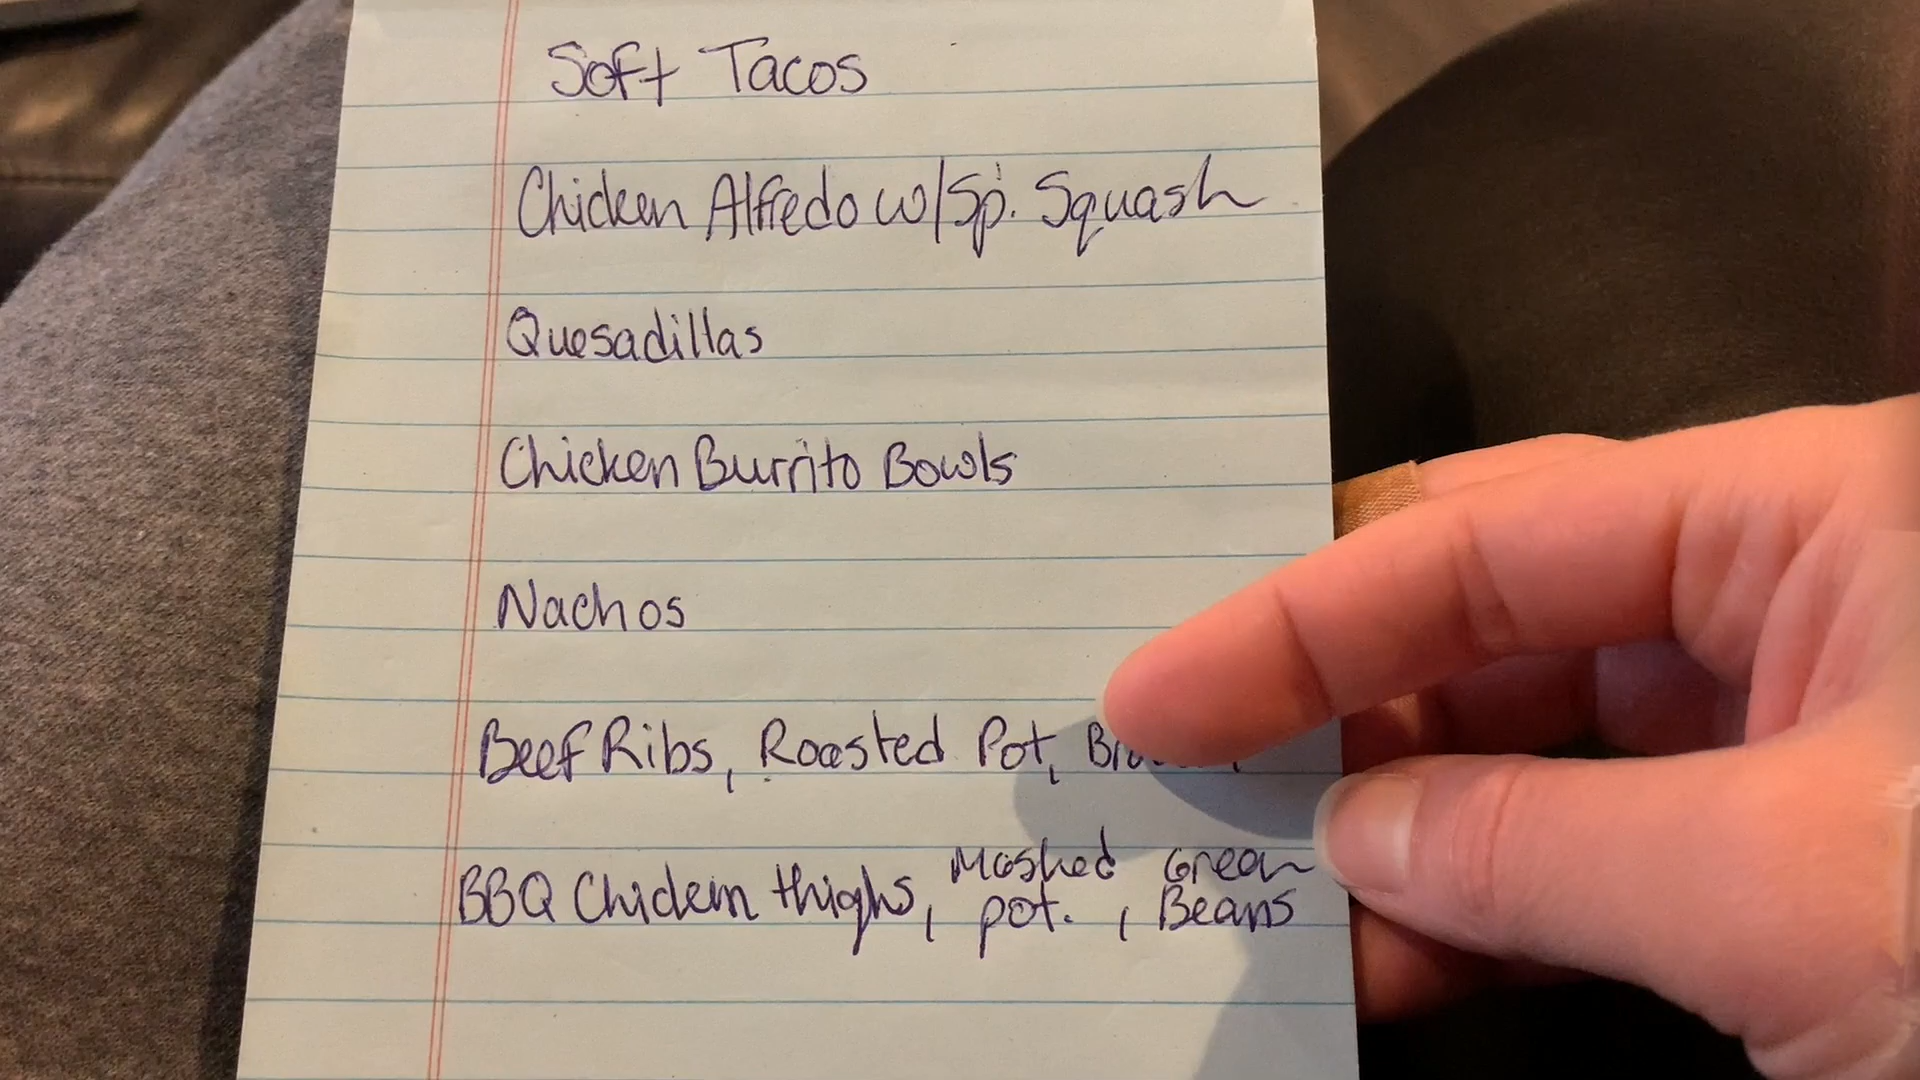 Soft Tacos
Chicken Alfredo w/Sp. Squash
Quesadillas
Chicken Burrito Bowls
Nachos
Beef Ribs, Roasted Pot,
BBQ Chicken thighs, Mashed pot., Green Beans